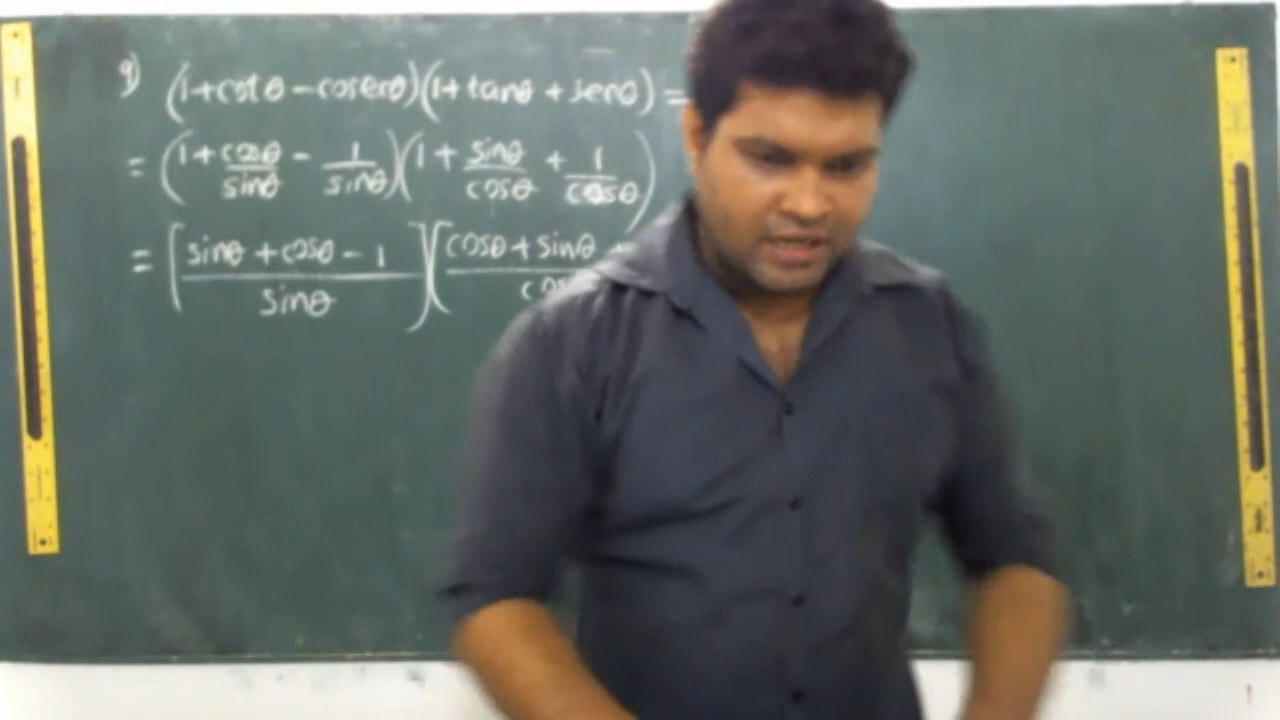 9) (1+cotθ-cosecθ)(1+tanθ+secθ)=
= (1+cosθ/sinθ - 1/sinθ)(1+sinθ/cosθ + 1/cosθ)
= [sinθ+cosθ-1/sinθ](cosθ+sinθ